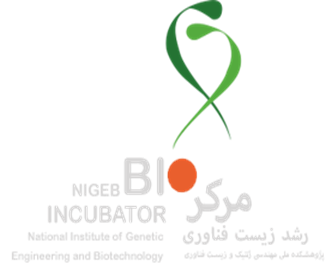 NIGEB BIO
INCUBATOR
National Institute of Genetic
Engineering and Biotechnology
مرکز
رشد زیست فناوری
پژوهشکده ملی مهندسی ژنتیک و زیست فناوری